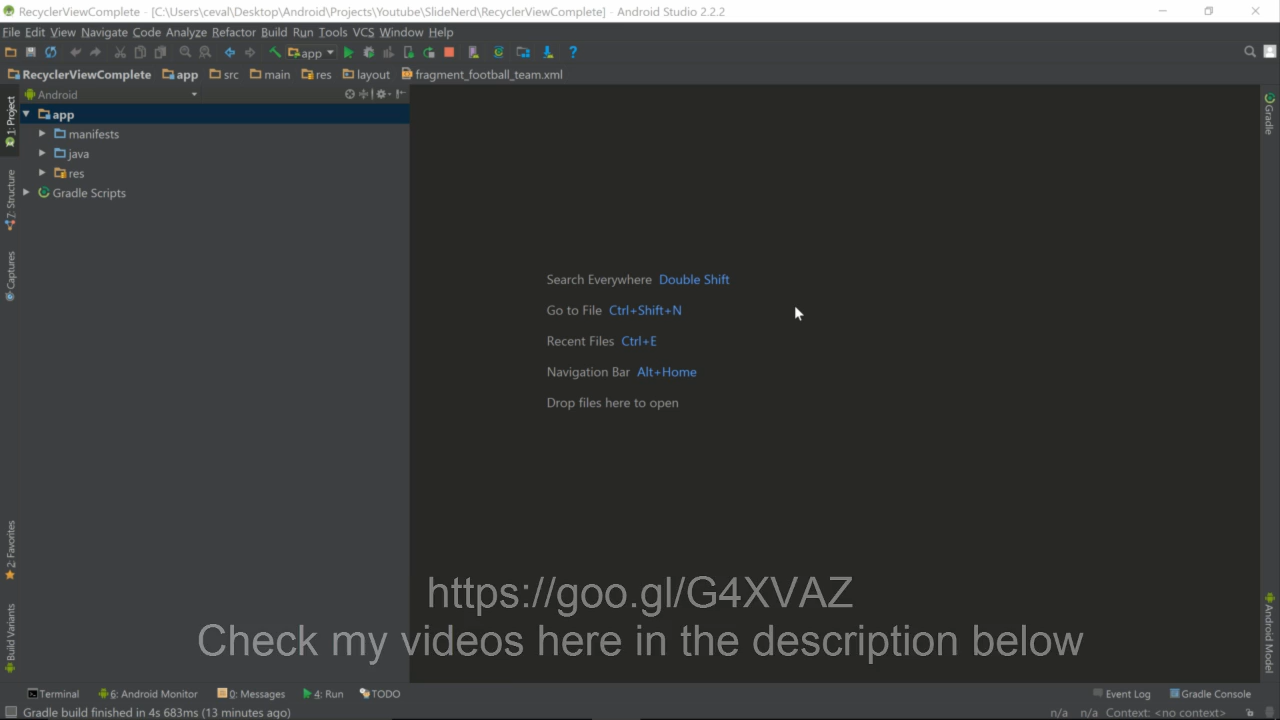 RecyclerViewComplete - [C:\Users\ceval\Desktop\Android\Projects\Youtube\SlideNerd\RecyclerViewComplete] - Android Studio 2.2.2
File Edit View Navigate Code Analyze Refactor Build Run Tools VCS Window Help
app
RecyclerViewComplete app src main res layout fragment_football_team.xml
Android
1: Project
app
manifests
java
res
Gradle Scripts
Z: Structure
Captures
2: Favorites
Build Variants
Gradle
Android Model
Search Everywhere Double Shift
Go to File Ctrl+Shift+N
Recent Files Ctrl+E
Navigation Bar Alt+Home
Drop files here to open
https://goo.gl/G4XVAZ
Check my videos here in the description below
Terminal 6: Android Monitor 0: Messages 4: Run TODO Event Log Gradle Console
Gradle build finished in 4s 683ms (13 minutes ago) n/a n/a Context: <no context>